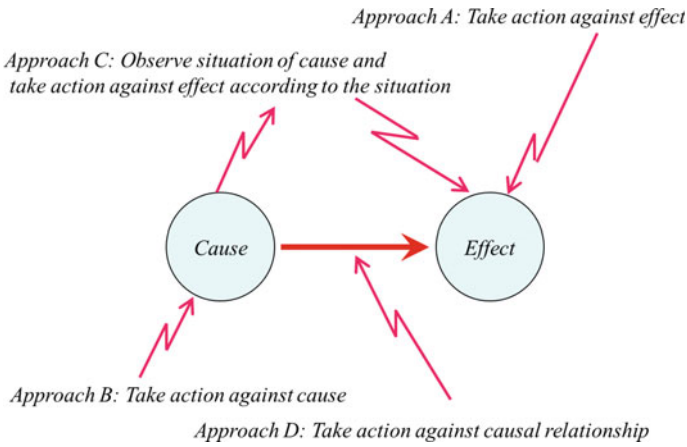 Approach A: Take action against effect
Approach C: Observe situation of cause and
take action against effect according to the situation
Cause
Effect
Approach B: Take action against cause
Approach D: Take action against causal relationship